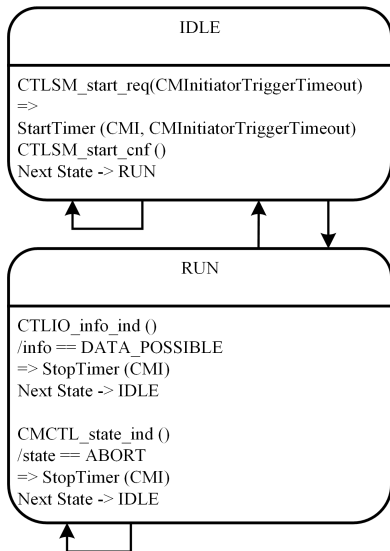 IDLE
CTLSM_start_req(CMInitiatorTriggerTimeout)
=>
StartTimer (CMI, CMInitiatorTriggerTimeout)
CTLSM_start_cnf ()
Next State -> RUN
RUN
CTLIO_info_ind ()
/info == DATA_POSSIBLE
=> StopTimer (CMI)
Next State -> IDLE
CMCTL_state_ind ()
/state == ABORT
=> StopTimer (CMI)
Next State -> IDLE